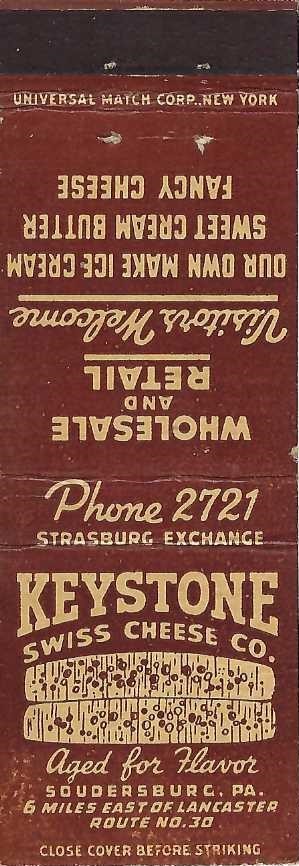 UNIVERSAL MATCH CORP., NEW YORK
WHOLESALE
AND
RETAIL
Visitors Welcome
OUR OWN MAKE ICE CREAM
SWEET CREAM BUTTER
FANCY CHEESE
Phone 2721
STRASBURG EXCHANGE
KEYSTONE
SWISS CHEESE CO.
Aged for Flavor
SOUDERSBURG, PA.
6 MILES EAST OF LANCASTER
ROUTE NO. 30
CLOSE COVER BEFORE STRIKING